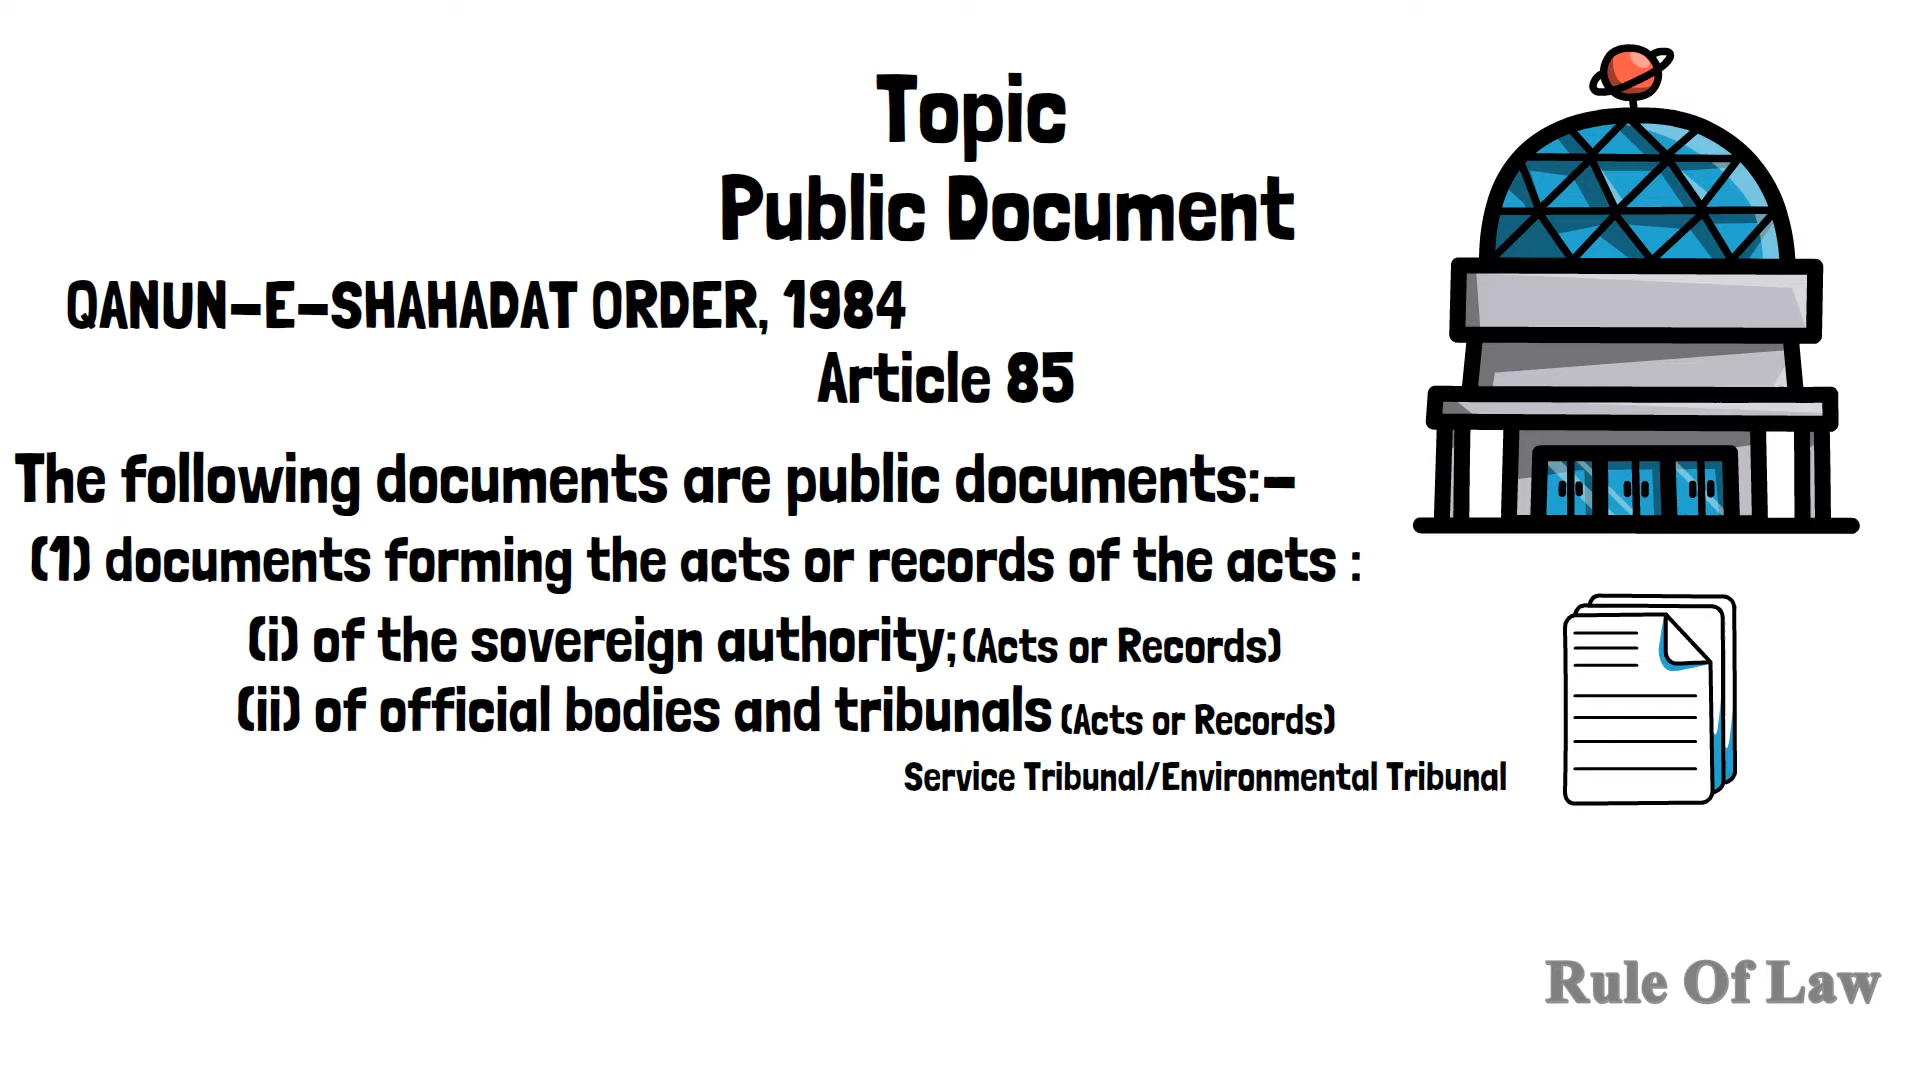 Topic
Public Document
QANUN-E-SHAHADAT ORDER, 1984
Article 85
The following documents are public documents:-
(1) documents forming the acts or records of the acts :
(i) of the sovereign authority;(Acts or Records)
(ii) of official bodies and tribunals (Acts or Records)
Service Tribunal/Environmental Tribunal
Rule Of Law